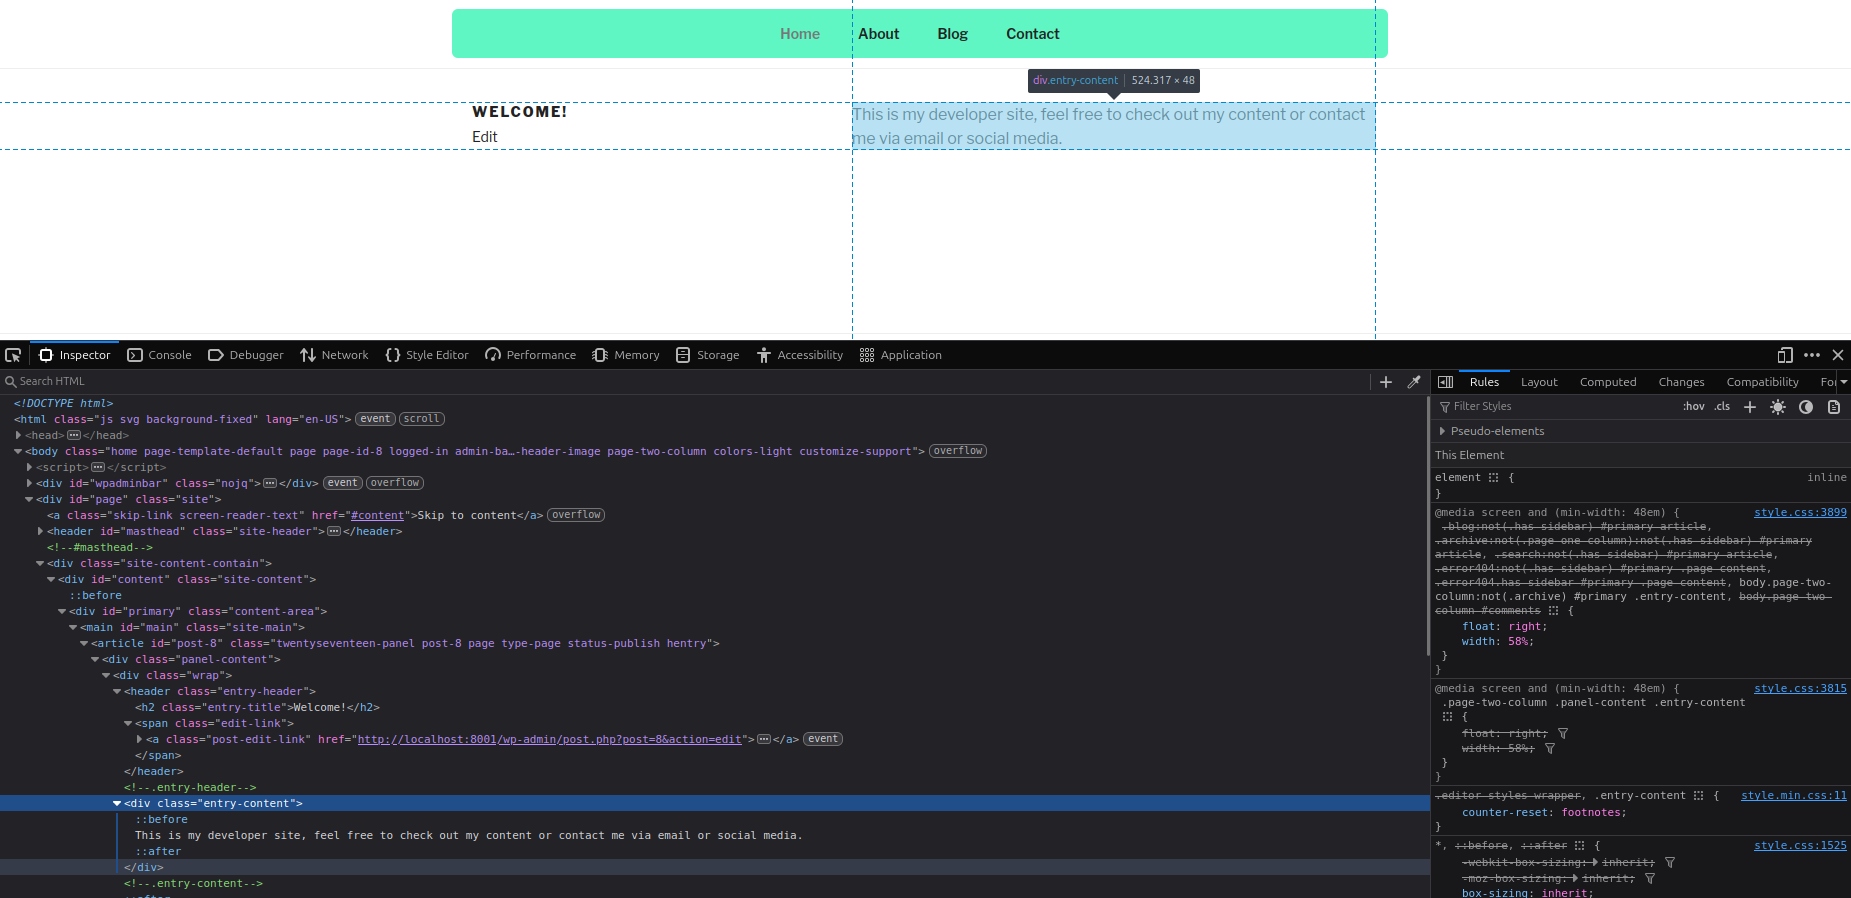 Home About Blog Contact
div.entry-content 524.317 × 48
WELCOME!
Edit
This is my developer site, feel free to check out my content or contact
me via email or social media.
Inspector Console Debugger Network Style Editor Performance Memory Storage Accessibility Application
Search HTML
<!DOCTYPE html>
<html class="js svg background-fixed" lang="en-US"> event scroll
<head> </head>
<body class="home page-template-default page page-id-8 logged-in admin-ba…-header-image page-two-column colors-light customize-support"> overflow
<script> </script>
<div id="wpadminbar" class="nojq"> </div> event overflow
<div id="page" class="site">
<a class="skip-link screen-reader-text" href="#content">Skip to content</a> overflow
<header id="masthead" class="site-header"> </header>
<!--#masthead-->
<div class="site-content-contain">
<div id="content" class="site-content">
::before
<div id="primary" class="content-area">
<main id="main" class="site-main">
<article id="post-8" class="twentyseventeen-panel post-8 page type-page status-publish hentry">
<div class="panel-content">
<div class="wrap">
<header class="entry-header">
<h2 class="entry-title">Welcome!</h2>
<span class="edit-link">
<a class="post-edit-link" href="http://localhost:8001/wp-admin/post.php?post=8&action=edit"> </a> event
</span>
</header>
<!--.entry-header-->
<div class="entry-content">
::before
This is my developer site, feel free to check out my content or contact me via email or social media.
::after
</div>
<!--.entry-content-->
::after
Rules Layout Computed Changes Compatibility Fo
Filter Styles :hov .cls
Pseudo-elements
This Element
element { inline
}
@media screen and (min-width: 48em) { style.css:3899
.blog:not(.has-sidebar) #primary article,
.archive:not(.page-one-column):not(.has-sidebar) #primary
article, .search:not(.has-sidebar) #primary article,
.error404:not(.has-sidebar) #primary .page-content,
.error404.has-sidebar #primary .page-content, body.page-two-
column:not(.archive) #primary .entry-content, body.page-two-
column #comments {
float: right;
width: 58%;
}
}
@media screen and (min-width: 48em) { style.css:3815
.page-two-column .panel-content .entry-content
{
float: right;
width: 58%;
}
}
.editor-styles-wrapper, .entry-content { style.min.css:11
counter-reset: footnotes;
}
*, ::before, ::after { style.css:1525
-webkit-box-sizing: inherit;
-moz-box-sizing: inherit;
box-sizing: inherit;